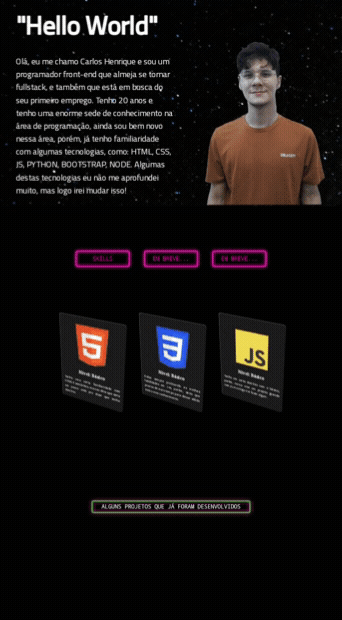 "Hello World"
Olá, eu me chamo Carlos Henrique e sou um
programador front-end que almeja se tornar
fullstack, e também que está em busca do
seu primeiro emprego. Tenho 20 anos e
tenho uma enorme sede de conhecimento na
área de programação, ainda sou bem novo
nessa área, porém, já tenho familiaridade
com algumas tecnologias, como: HTML, CSS,
JS, PYTHON, BOOTSTRAP, NODE. Algumas
destas tecnologias eu não me aprofundei
muito, mas logo irei mudar isso!
SKILLS EM BREVE... EM BREVE...
5 3 JS
Nível Básico Nível Básico Nível Básico
ALGUNS PROJETOS QUE JÁ FORAM DESENVOLVIDOS